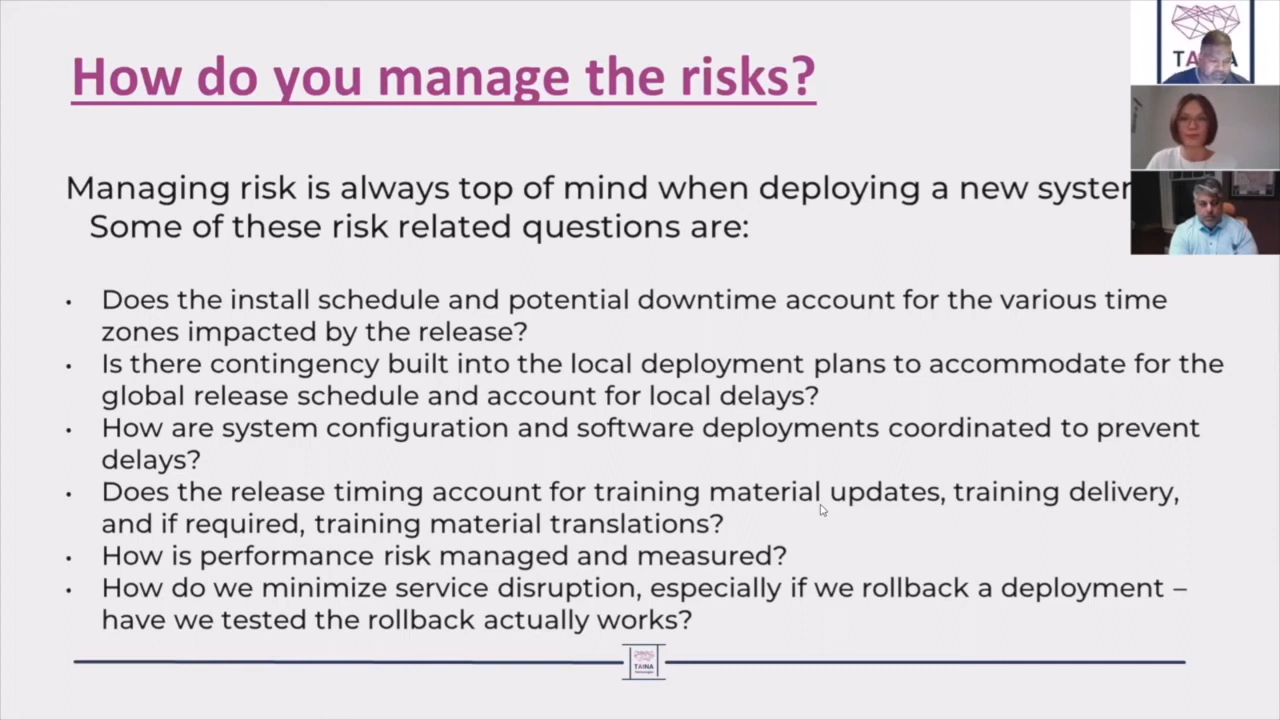 How do you manage the risks?
TA A
Managing risk is always top of mind when deploying a new system
Some of these risk related questions are:
• Does the install schedule and potential downtime account for the various time
zones impacted by the release?
• Is there contingency built into the local deployment plans to accommodate for the
global release schedule and account for local delays?
• How are system configuration and software deployments coordinated to prevent
delays?
• Does the release timing account for training material updates, training delivery,
and if required, training material translations?
• How is performance risk managed and measured?
• How do we minimize service disruption, especially if we rollback a deployment –
have we tested the rollback actually works?
TAINA